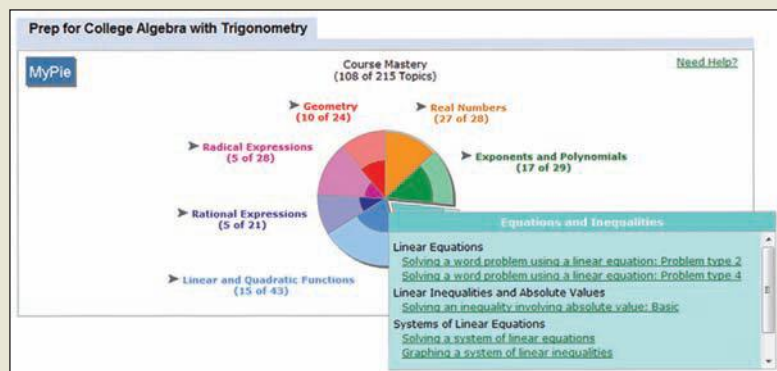 Prep for College Algebra with Trigonometry
MyPie
Course Mastery
(108 of 215 Topics)
Need Help?
Geometry
(10 of 24)
Real Numbers
(27 of 28)
Radical Expressions
(5 of 28)
Exponents and Polynomials
(17 of 29)
Rational Expressions
(5 of 21)
Linear and Quadratic Functions
(15 of 43)
Equations and Inequalities
Linear Equations
Solving a word problem using a linear equation: Problem type 2
Solving a word problem using a linear equation: Problem type 4
Linear Inequalities and Absolute Values
Solving an inequality involving absolute value: Basic
Systems of Linear Equations
Solving a system of linear equations
Graphing a system of linear inequalities